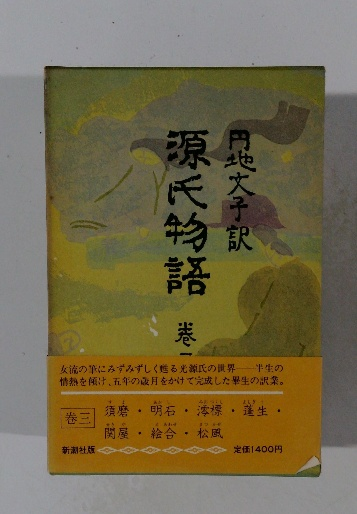 円地文子訳
源氏物語
巻
女流の筆にみずみずしく甦る光源氏の世界――半生の
情熱を傾け、五年の歳月をかけて完成した畢生の訳業。
巻三
須磨・明石・澪標・蓬生・
関屋・絵合・松風
新潮社版
定価1400円